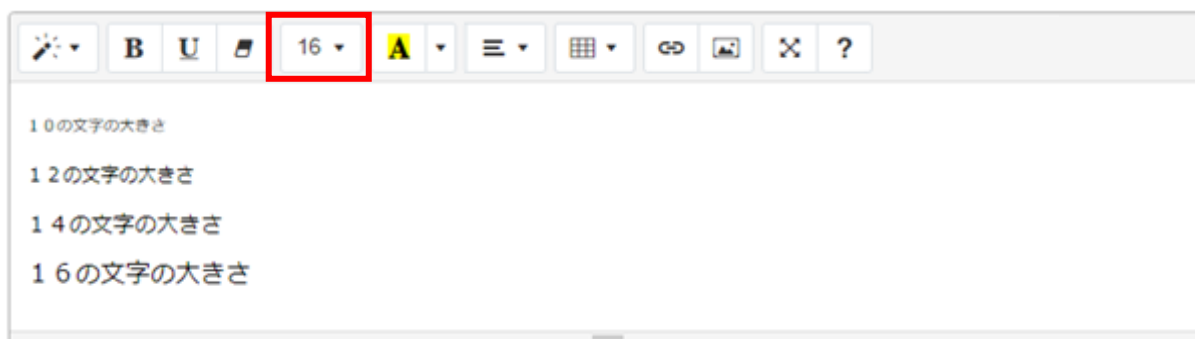 B U 16 A ?
１０の文字の大きさ
１２の文字の大きさ
１４の文字の大きさ
１６の文字の大きさ